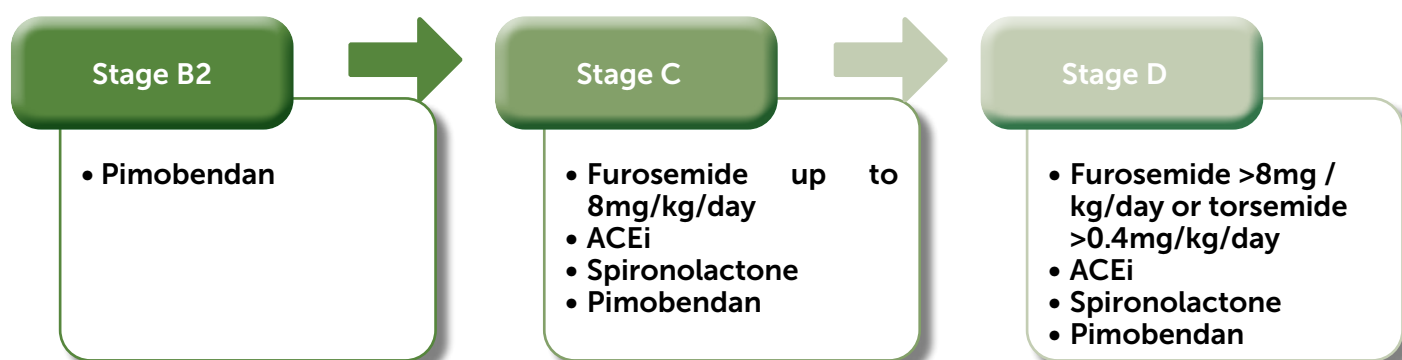 Stage B2
• Pimobendan
Stage C
• Furosemide up to
8mg/kg/day
• ACEi
• Spironolactone
• Pimobendan
Stage D
• Furosemide >8mg /
kg/day or torsemide
>0.4mg/kg/day
• ACEi
• Spironolactone
• Pimobendan